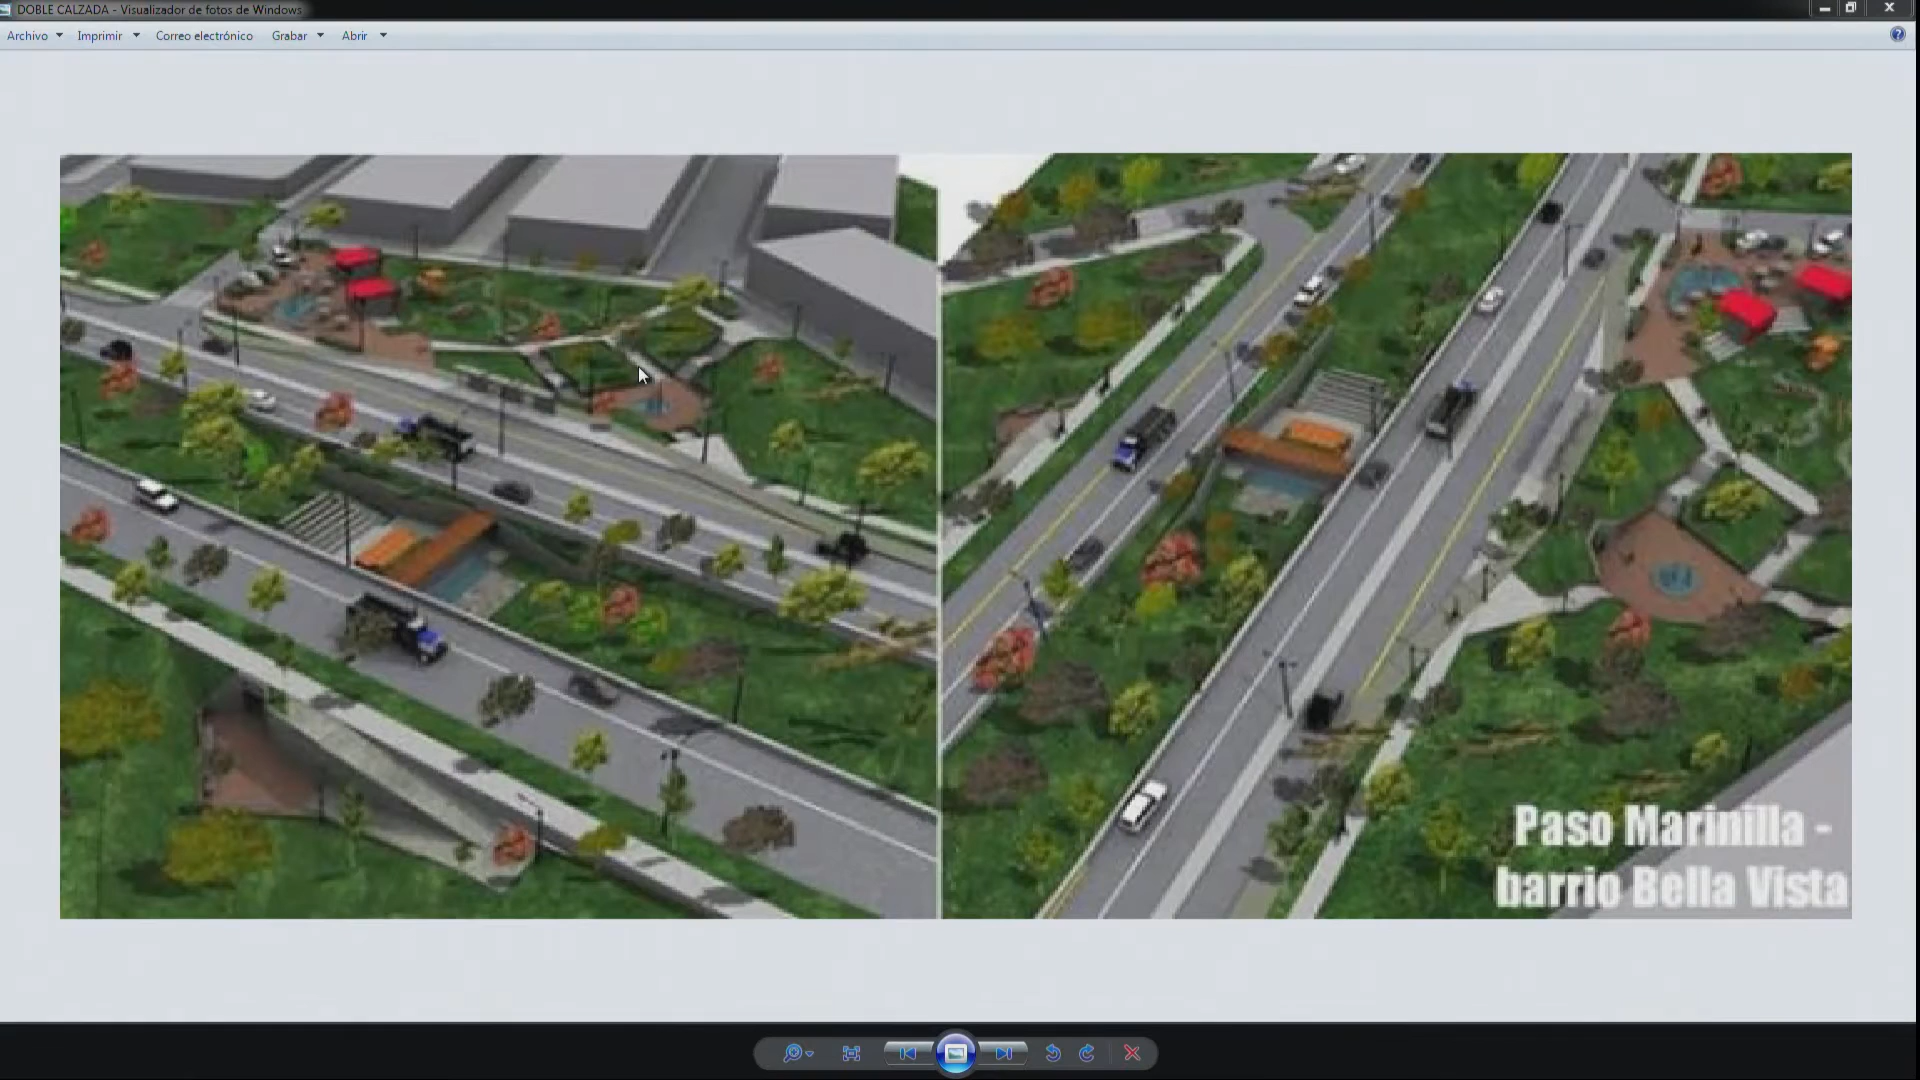 DOBLE CALZADA - Visualizador de fotos de Windows
Archivo Imprimir Correo electrónico Grabar Abrir
Paso Marinilla -
barrio Bella Vista